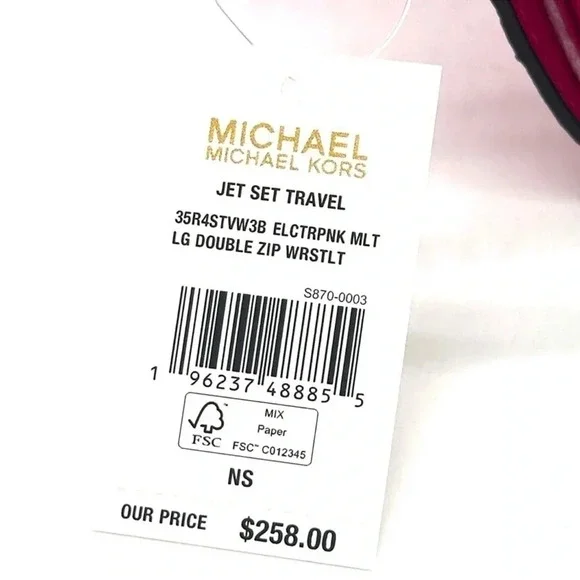 MICHAEL
MICHAEL KORS
JET SET TRAVEL
35R4STVW3B ELCTRPNK MLT
LG DOUBLE ZIP WRSTLT
S870-0003
1 96237 48885 5
FSC™
MIX
Paper
FSC™ C012345
NS
OUR PRICE $258.00